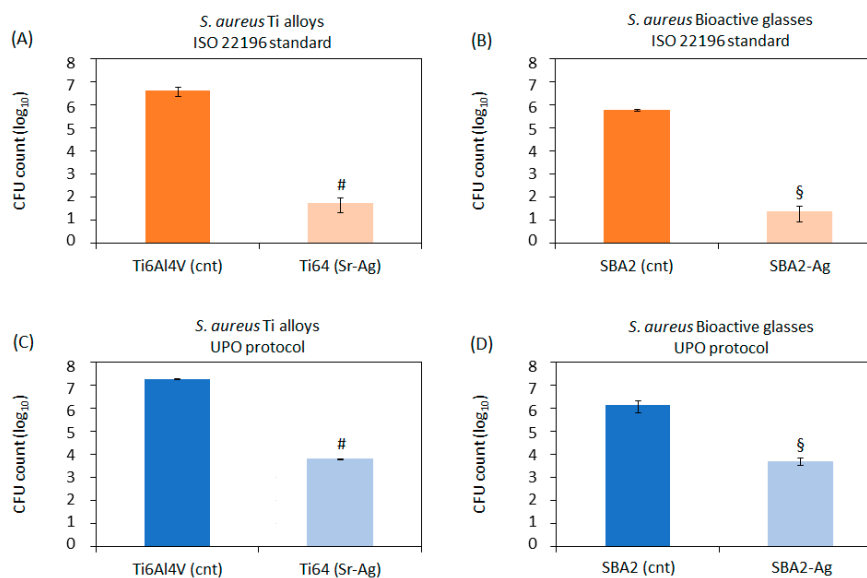 (A)
S. aureus Ti alloys
ISO 22196 standard
CFU count (log10)
8
7
6
5
4
3
2
1
0
#
Ti6Al4V (cnt)
Ti64 (Sr-Ag)
(B)
S. aureus Bioactive glasses
ISO 22196 standard
CFU count (log10)
8
7
6
5
4
3
2
1
0
§
SBA2 (cnt)
SBA2-Ag
(C)
S. aureus Ti alloys
UPO protocol
CFU count (log10)
8
7
6
5
4
3
2
1
0
#
Ti6Al4V (cnt)
Ti64 (Sr-Ag)
(D)
S. aureus Bioactive glasses
UPO protocol
CFU count (log10)
8
7
6
5
4
3
2
1
0
§
SBA2 (cnt)
SBA2-Ag